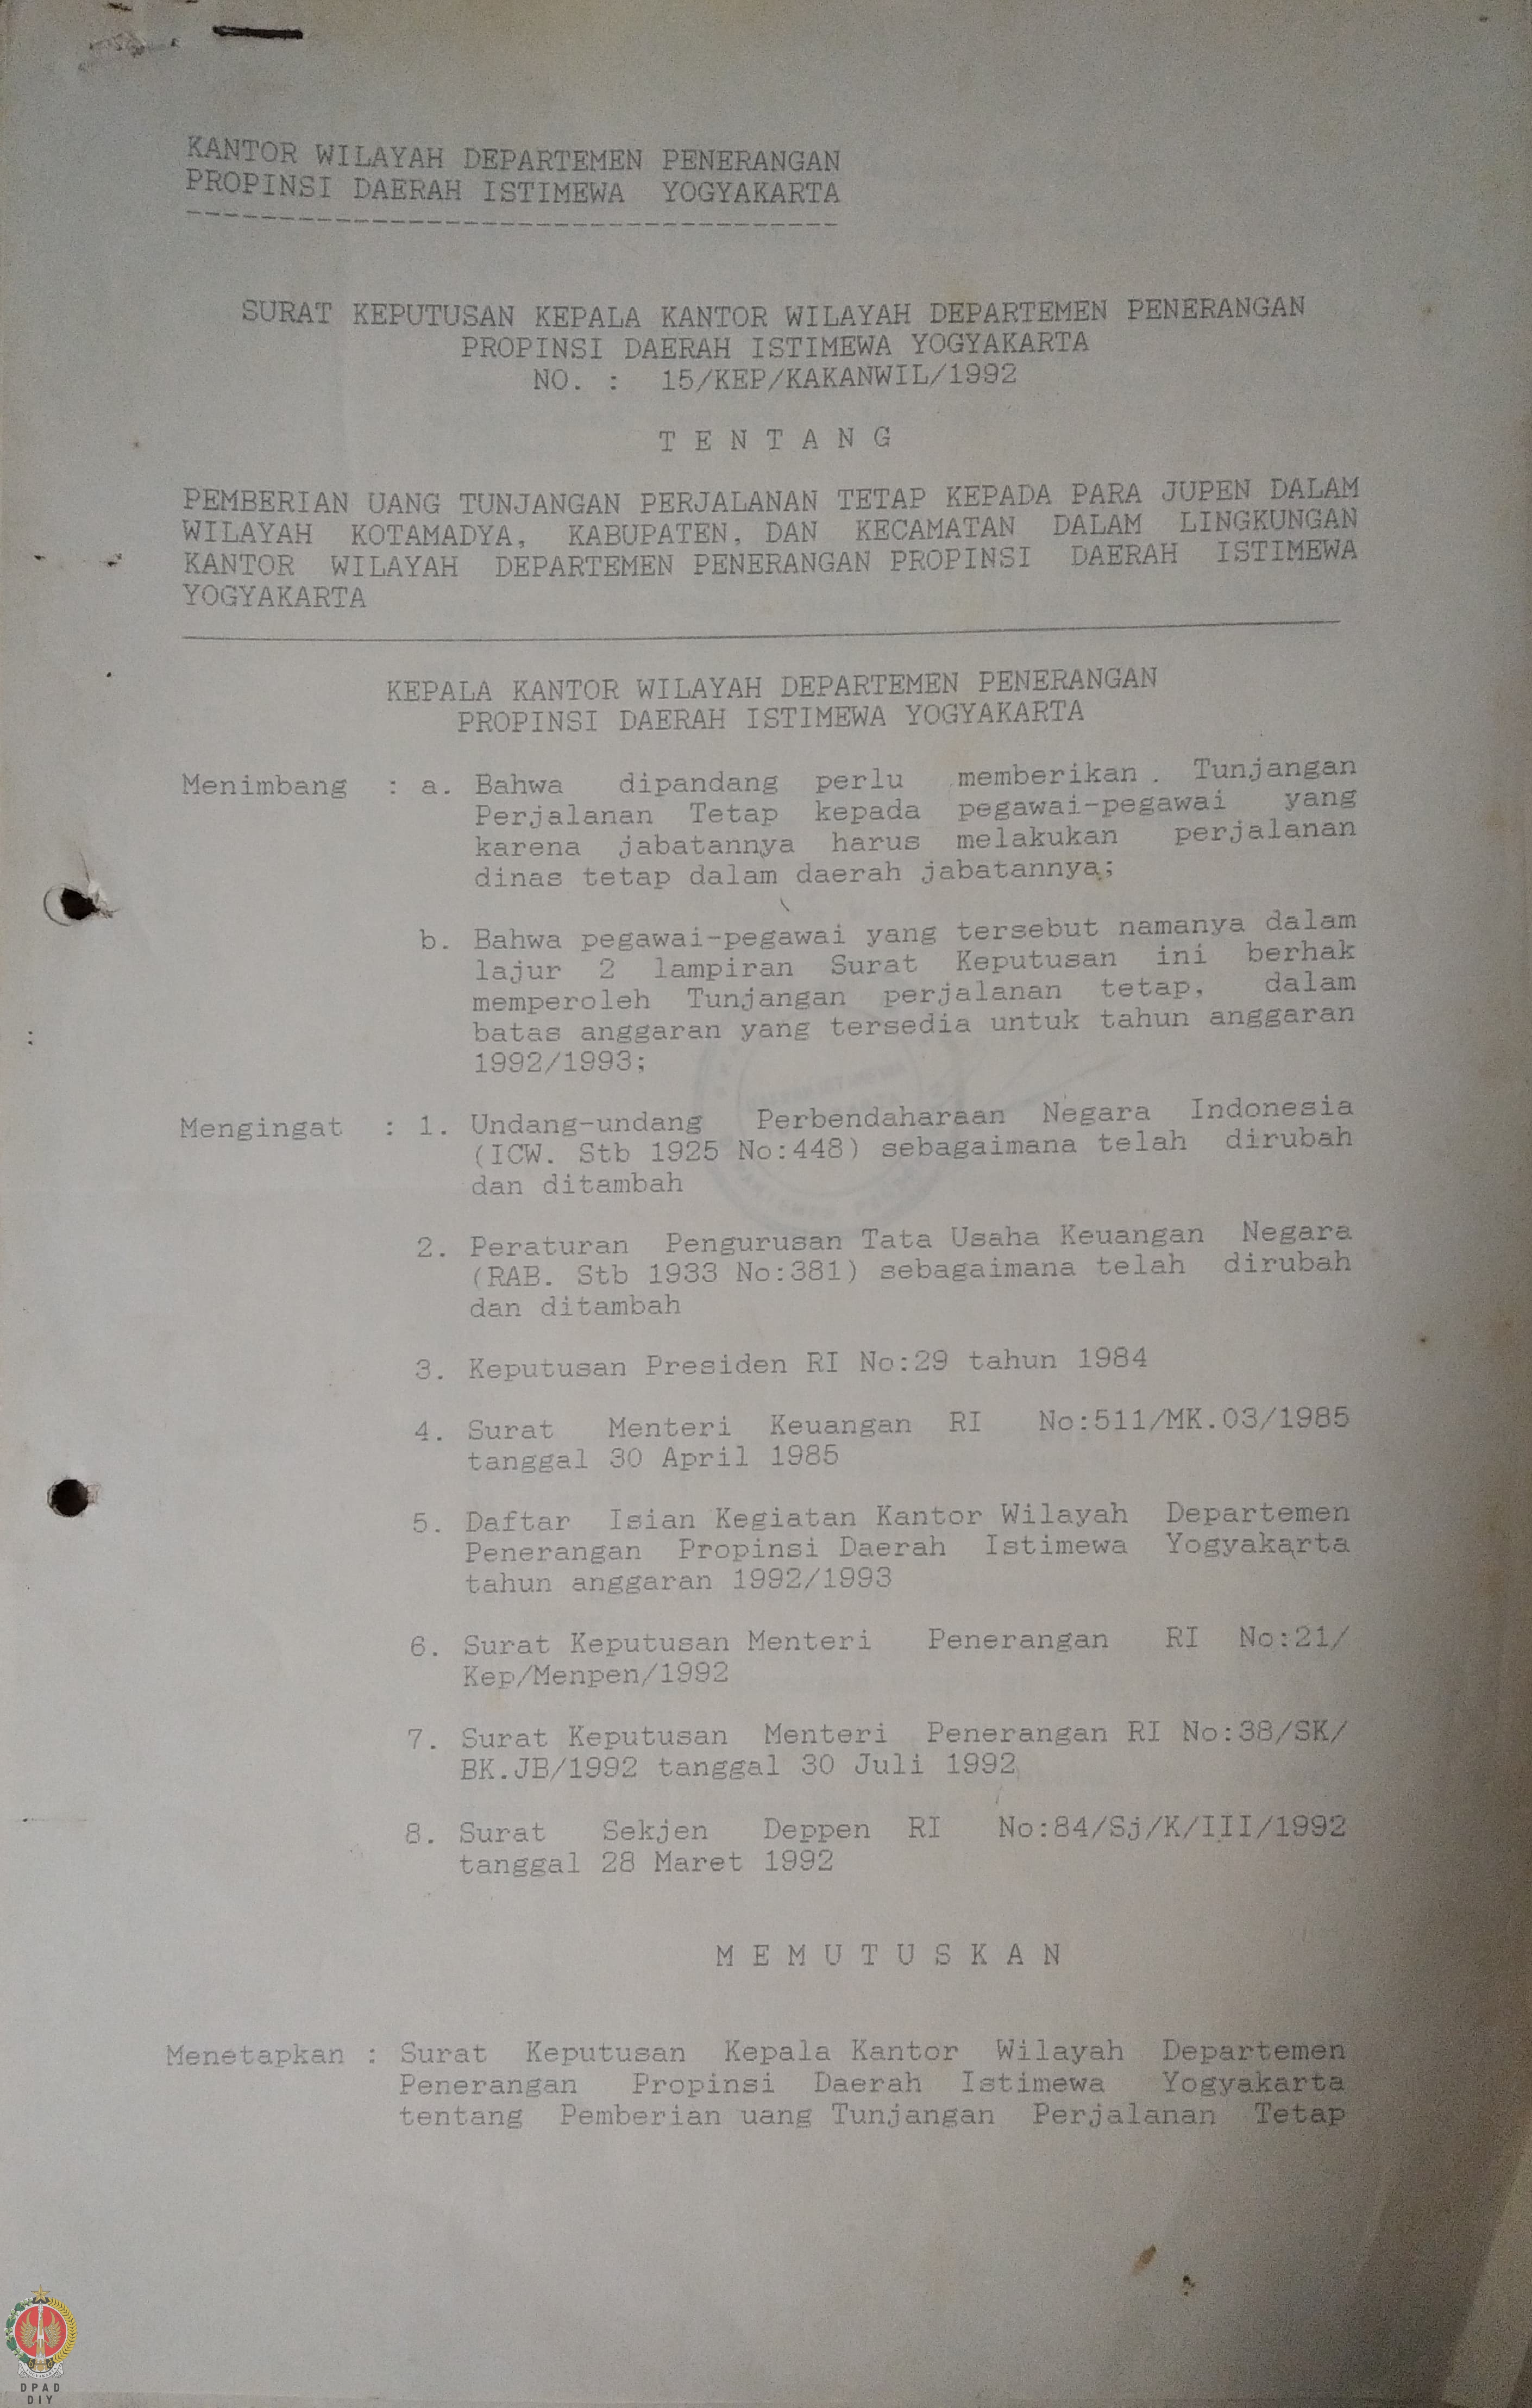 KANTOR WILAYAH DEPARTEMEN PENERANGAN
PROPINSI DAERAH ISTIMEWA YOGYAKARTA
SURAT KEPUTUSAN KEPALA KANTOR WILAYAH DEPARTEMEN PENERANGAN
PROPINSI DAERAH ISTIMEWA YOGYAKARTA
NO. : 15/KEP/KAKANWIL/1992
T E N T A N G
PEMBERIAN UANG TUNJANGAN PERJALANAN TETAP KEPADA PARA JUPEN DALAM
WILAYAH KOTAMADYA, KABUPATEN, DAN KECAMATAN DALAM LINGKUNGAN
KANTOR WILAYAH DEPARTEMEN PENERANGAN PROPINSI DAERAH ISTIMEWA
YOGYAKARTA
KEPALA KANTOR WILAYAH DEPARTEMEN PENERANGAN
PROPINSI DAERAH ISTIMEWA YOGYAKARTA
Menimbang : a. Bahwa dipandang perlu memberikan . Tunjangan
Perjalanan Tetap kepada pegawai-pegawai yang
karena jabatannya harus melakukan perjalanan
dinas tetap dalam daerah jabatannya;
b. Bahwa pegawai-pegawai yang tersebut namanya dalam
lajur 2 lampiran Surat Keputusan ini berhak
memperoleh Tunjangan perjalanan tetap, dalam
batas anggaran yang tersedia untuk tahun anggaran
1992/1993;
Mengingat : 1. Undang-undang Perbendaharaan Negara Indonesia
(ICW. Stb 1925 No:448) sebagaimana telah dirubah
dan ditambah
2. Peraturan Pengurusan Tata Usaha Keuangan Negara
(RAB. Stb 1933 No:381) sebagaimana telah dirubah
dan ditambah
3. Keputusan Presiden RI No:29 tahun 1984
4. Surat Menteri Keuangan RI No:511/MK.03/1985
tanggal 30 April 1985
5. Daftar Isian Kegiatan Kantor Wilayah Departemen
Penerangan Propinsi Daerah Istimewa Yogyakarta
tahun anggaran 1992/1993
6. Surat Keputusan Menteri Penerangan RI No:21/
Kep/Menpen/1992
7. Surat Keputusan Menteri Penerangan RI No:38/SK/
BK.JB/1992 tanggal 30 Juli 1992
8. Surat Sekjen Deppen RI No:84/Sj/K/III/1992
tanggal 28 Maret 1992
M E M U T U S K A N
Menetapkan : Surat Keputusan Kepala Kantor Wilayah Departemen
Penerangan Propinsi Daerah Istimewa Yogyakarta
tentang Pemberian uang Tunjangan Perjalanan Tetap
DPAD
DIY